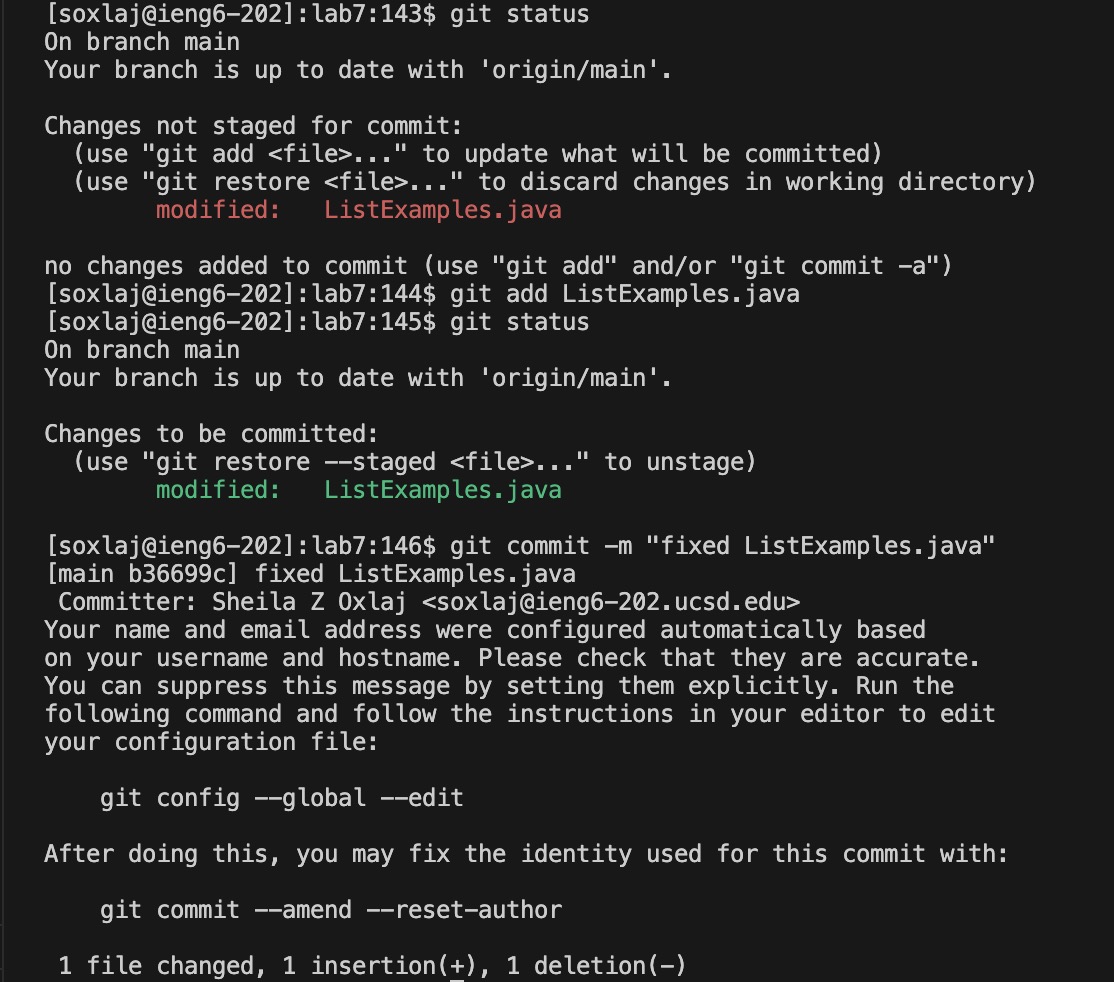 [soxlaj@ieng6-202]:lab7:143$ git status
On branch main
Your branch is up to date with 'origin/main'.
Changes not staged for commit:
(use "git add <file>..." to update what will be committed)
(use "git restore <file>..." to discard changes in working directory)
modified: ListExamples.java
no changes added to commit (use "git add" and/or "git commit -a")
[soxlaj@ieng6-202]:lab7:144$ git add ListExamples.java
[soxlaj@ieng6-202]:lab7:145$ git status
On branch main
Your branch is up to date with 'origin/main'.
Changes to be committed:
(use "git restore --staged <file>..." to unstage)
modified: ListExamples.java
[soxlaj@ieng6-202]:lab7:146$ git commit -m "fixed ListExamples.java"
[main b36699c] fixed ListExamples.java
Committer: Sheila Z Oxlaj <soxlaj@ieng6-202.ucsd.edu>
Your name and email address were configured automatically based
on your username and hostname. Please check that they are accurate.
You can suppress this message by setting them explicitly. Run the
following command and follow the instructions in your editor to edit
your configuration file:
git config --global --edit
After doing this, you may fix the identity used for this commit with:
git commit --amend --reset-author
1 file changed, 1 insertion(+), 1 deletion(-)